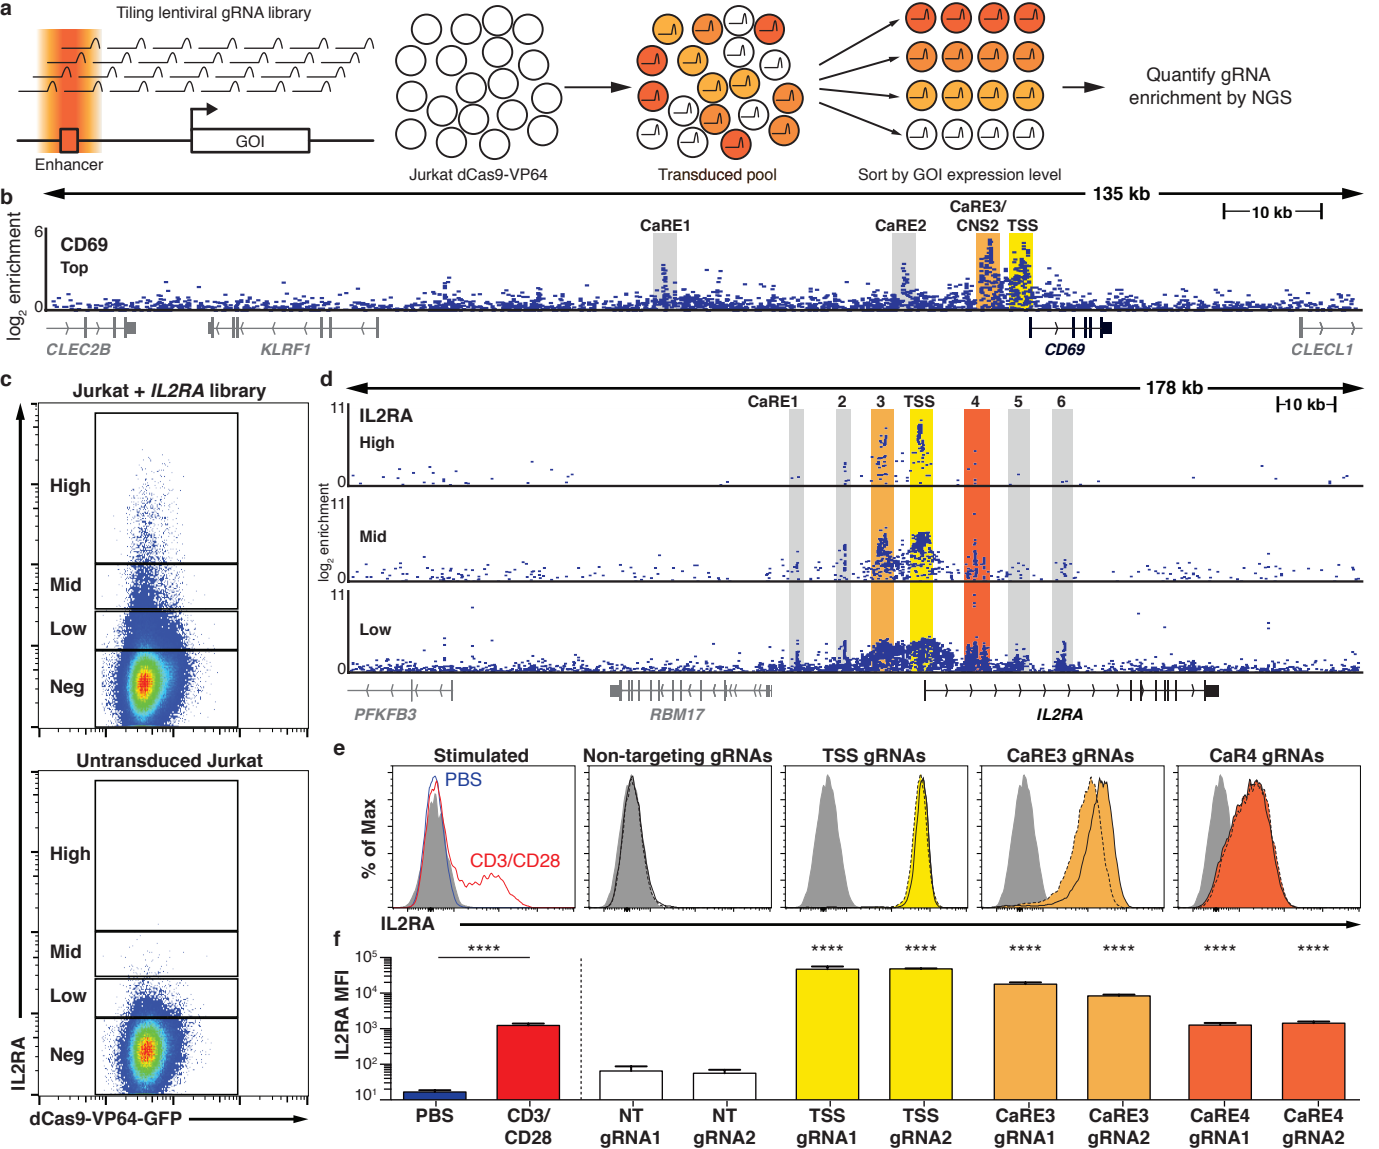 a
Tiling lentiviral gRNA library
Enhancer
GOI
Jurkat dCas9-VP64
Transduced pool
Sort by GOI expression level
Quantify gRNA
enrichment by NGS
b
135 kb
10 kb
log2 enrichment
6
0
CD69
Top
CaRE1
CaRE2
CaRE3/
CNS2
TSS
CLEC2B
KLRF1
CD69
CLECL1
c
Jurkat + IL2RA library
High
Mid
Low
Neg
Untransduced Jurkat
High
Mid
Low
Neg
IL2RA
dCas9-VP64-GFP
d
178 kb
10 kb
CaRE1
2
3
TSS
4
5
6
log2 enrichment
11
IL2RA
High
0
11
Mid
0
11
Low
0
PFKFB3
RBM17
IL2RA
e
Stimulated
Non-targeting gRNAs
TSS gRNAs
CaRE3 gRNAs
CaR4 gRNAs
% of Max
PBS
CD3/CD28
IL2RA
f
IL2RA MFI
10^5
10^4
10^3
10^2
10^1
****
****
****
****
****
****
****
PBS
CD3/
CD28
NT
gRNA1
NT
gRNA2
TSS
gRNA1
TSS
gRNA2
CaRE3
gRNA1
CaRE3
gRNA2
CaRE4
gRNA1
CaRE4
gRNA2